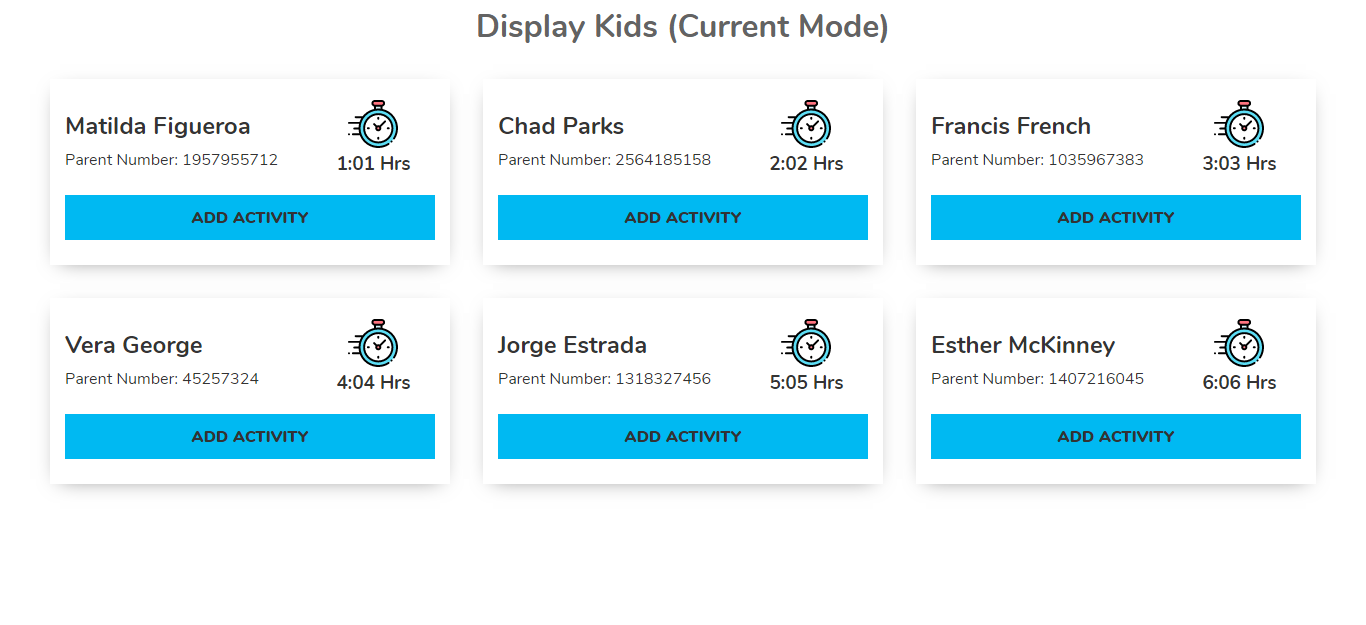 Display Kids (Current Mode)
Matilda Figueroa
Parent Number: 1957955712
1:01 Hrs
ADD ACTIVITY
Chad Parks
Parent Number: 2564185158
2:02 Hrs
ADD ACTIVITY
Francis French
Parent Number: 1035967383
3:03 Hrs
ADD ACTIVITY
Vera George
Parent Number: 45257324
4:04 Hrs
ADD ACTIVITY
Jorge Estrada
Parent Number: 1318327456
5:05 Hrs
ADD ACTIVITY
Esther McKinney
Parent Number: 1407216045
6:06 Hrs
ADD ACTIVITY